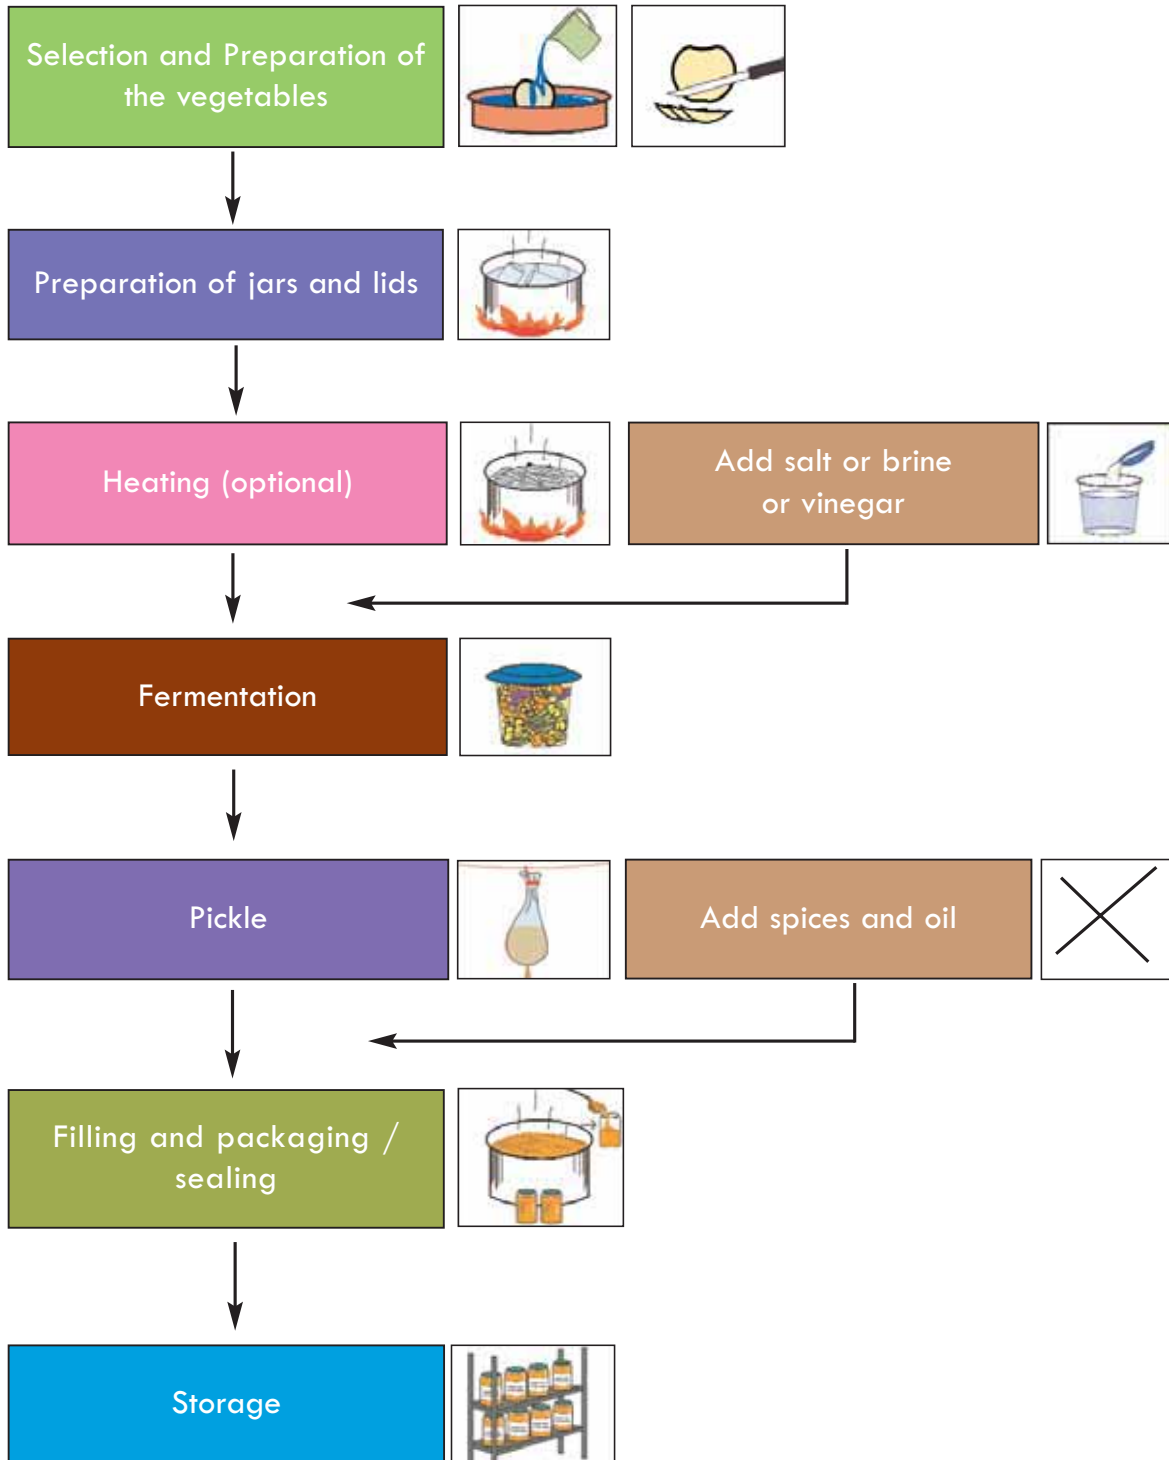 Selection and Preparation of
the vegetables
Preparation of jars and lids
Heating (optional)
Add salt or brine
or vinegar
Fermentation
Pickle
Add spices and oil
Filling and packaging /
sealing
Storage